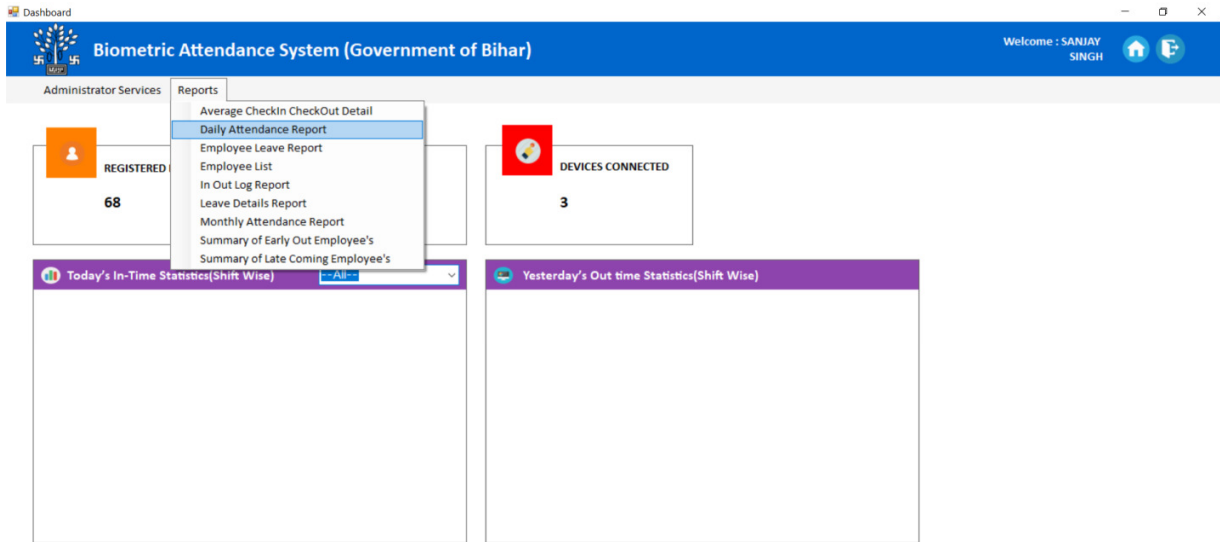 Dashboard
Biometric Attendance System (Government of Bihar)
Welcome : SANJAY
SINGH
Administrator Services Reports
Average CheckIn CheckOut Detail
Daily Attendance Report
Employee Leave Report
Employee List
In Out Log Report
Leave Details Report
Monthly Attendance Report
Summary of Early Out Employee's
Summary of Late Coming Employee's
REGISTERED
68
DEVICES CONNECTED
3
Today's In-Time Statistics(Shift Wise) --All--
Yesterday's Out time Statistics(Shift Wise)